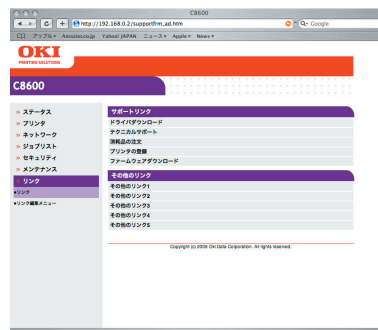 C8600
http://192.168.0.2/supportfrm_ad.htm
Google
アップル Amazon.co.jp Yahoo! JAPAN ニュース Apple News
OKI
PRINTING SOLUTIONS
C8600
» ステータス
» プリンタ
» ネットワーク
» ジョブリスト
» セキュリティ
» メンテナンス
» リンク
●リンク
●リンク編集メニュー
サポートリンク
ドライバダウンロード
テクニカルサポート
消耗品の注文
プリンタの登録
ファームウェアダウンロード
その他のリンク
その他のリンク1
その他のリンク2
その他のリンク3
その他のリンク4
その他のリンク5
Copyright (c) 2005 Oki Data Corporation. All rights reserved.